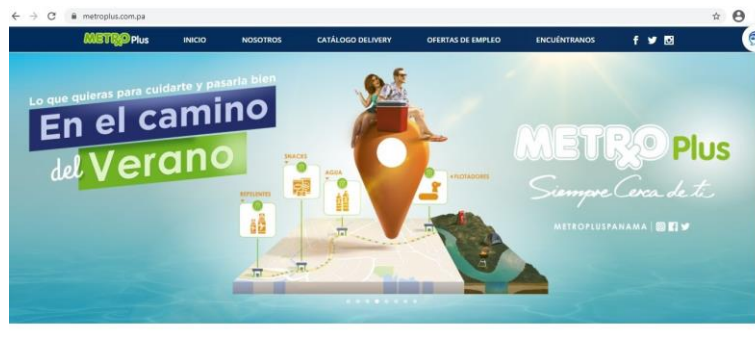 metroplus.com.pa
METRO Plus
INICIO
NOSOTROS
CATÁLOGO DELIVERY
OFERTAS DE EMPLEO
ENCUÉNTRANOS
Lo que quieras para cuidarte y pasarla bien
En el camino
del Verano
SNACKS
AGUA
REPELENTES
FLOTADORES
METRO Plus
Siempre Cerca de ti
METROPLUSPANAMA